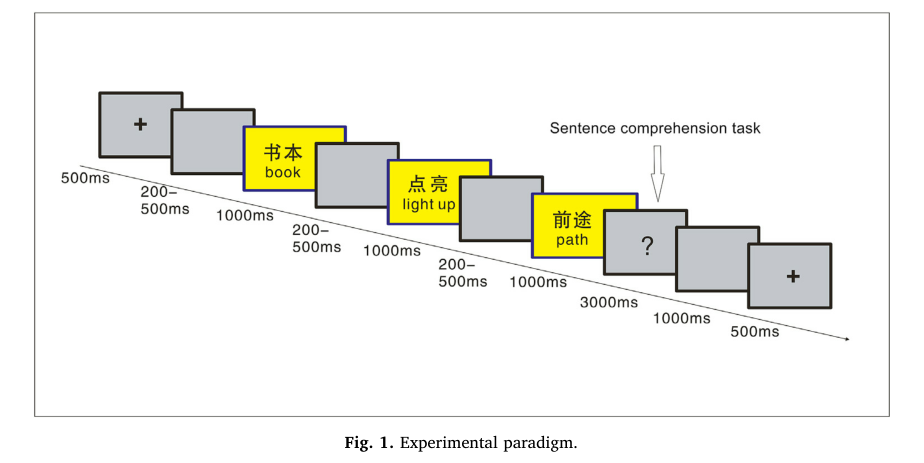 Sentence comprehension task
+
书本
book
点亮
light up
前途
path
?
+
500ms
200–
500ms
1000ms
200–
500ms
1000ms
200–
500ms
1000ms
3000ms
1000ms
500ms
Fig. 1. Experimental paradigm.